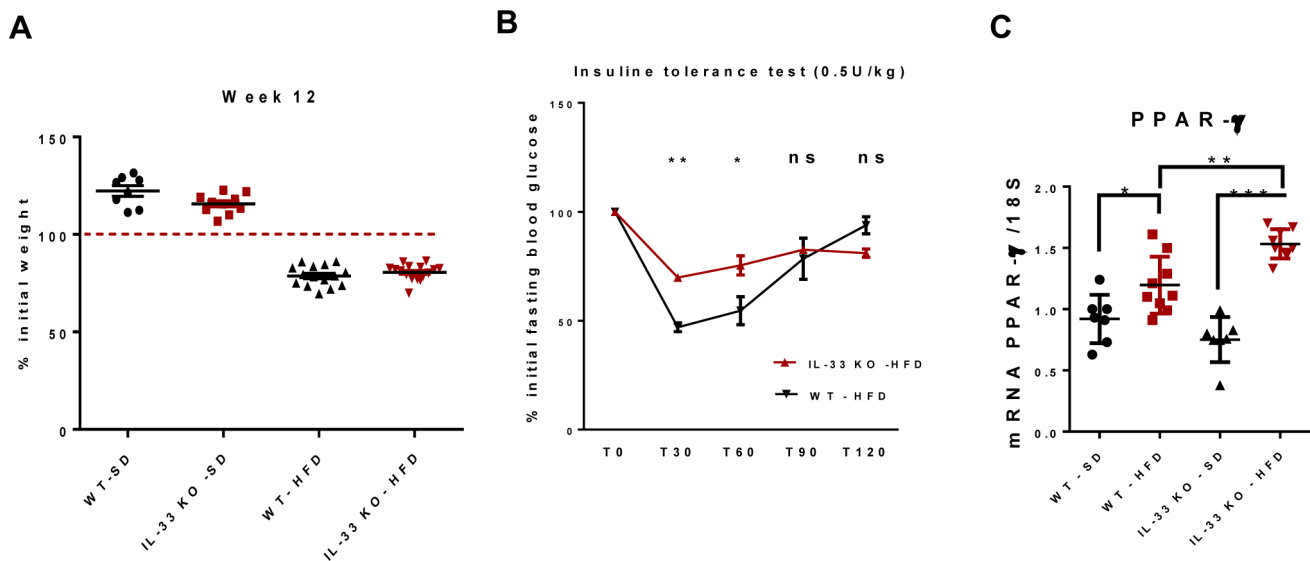 A
Week 12
% initial weight
150
100
50
0
WT-SD
IL-33 KO-SD
WT-HFD
IL-33 KO-HFD
B
Insuline tolerance test (0.5U/kg)
% initial fasting blood glucose
150
100
50
0
** * ns ns
IL-33 KO-HFD
WT-HFD
T0 T30 T60 T90 T120
C
PPAR-γ
mRNA PPAR-γ/18S
2.0
1.5
1.0
0.5
0.0
**
* ***
WT-SD
WT-HFD
IL-33 KO-SD
IL-33 KO-HFD